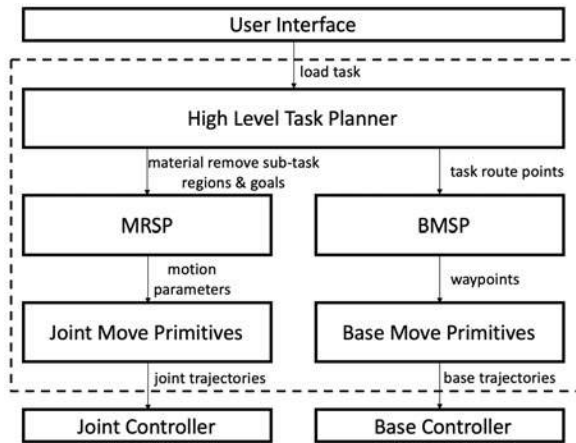 User Interface
load task
High Level Task Planner
material remove sub-task
regions & goals
task route points
MRSP
BMSP
motion
parameters
waypoints
Joint Move Primitives
Base Move Primitives
joint trajectories
base trajectories
Joint Controller
Base Controller